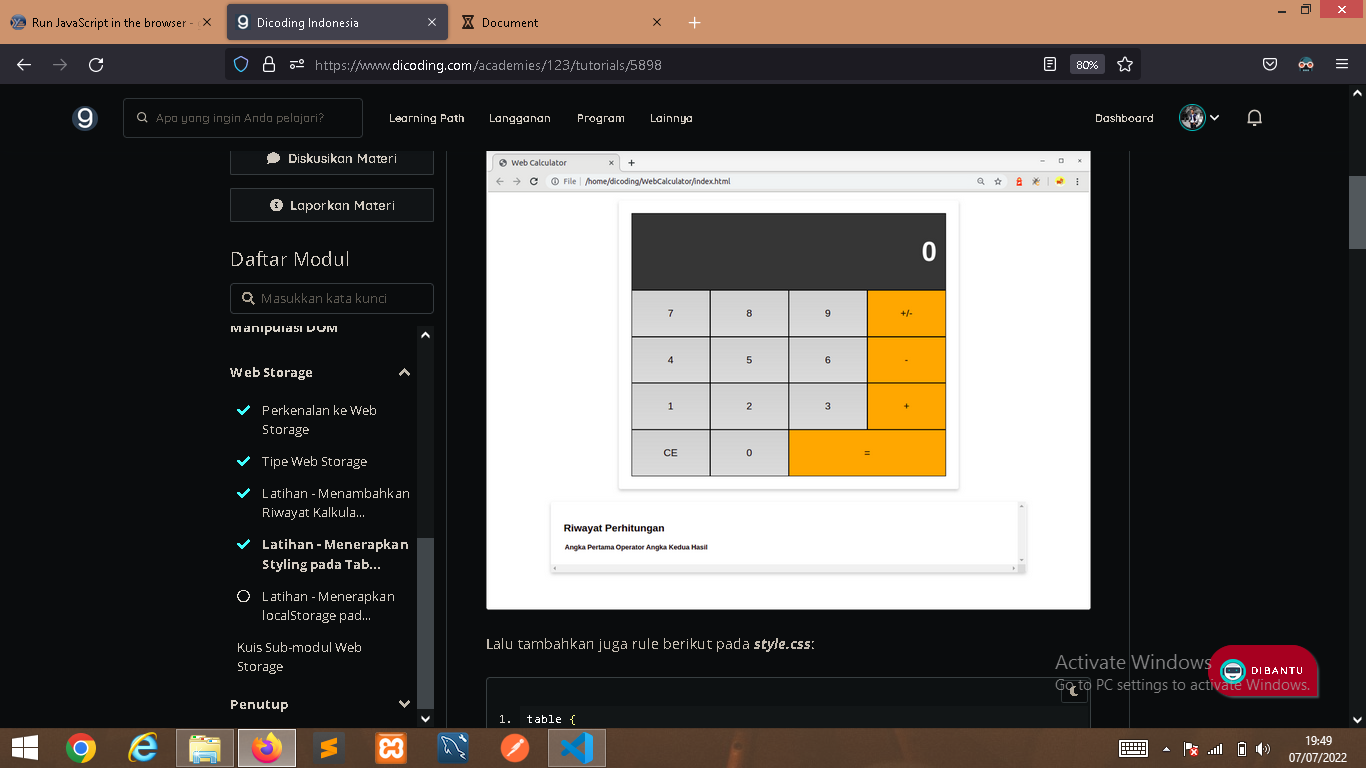 Run JavaScript in the browser -
Dicoding Indonesia
Document
https://www.dicoding.com/academies/123/tutorials/5898
80%
Apa yang ingin Anda pelajari?
Learning Path
Langganan
Program
Lainnya
Dashboard
Diskusikan Materi
Laporkan Materi
Daftar Modul
Masukkan kata kunci
Manipulasi DOM
Web Storage
Perkenalan ke Web
Storage
Tipe Web Storage
Latihan - Menambahkan
Riwayat Kalkula...
Latihan - Menerapkan
Styling pada Tab...
Latihan - Menerapkan
localStorage pad...
Kuis Sub-modul Web
Storage
Penutup
Web Calculator
File
/home/dicoding/WebCalculator/index.html
0
7 8 9 +/-
4 5 6 -
1 2 3 +
CE 0 =
Riwayat Perhitungan
Angka Pertama Operator Angka Kedua Hasil
Lalu tambahkan juga rule berikut pada style.css:
1. table {
Activate Windows
Go to PC settings to activate Windows.
DIBANTU
19:49
07/07/2022